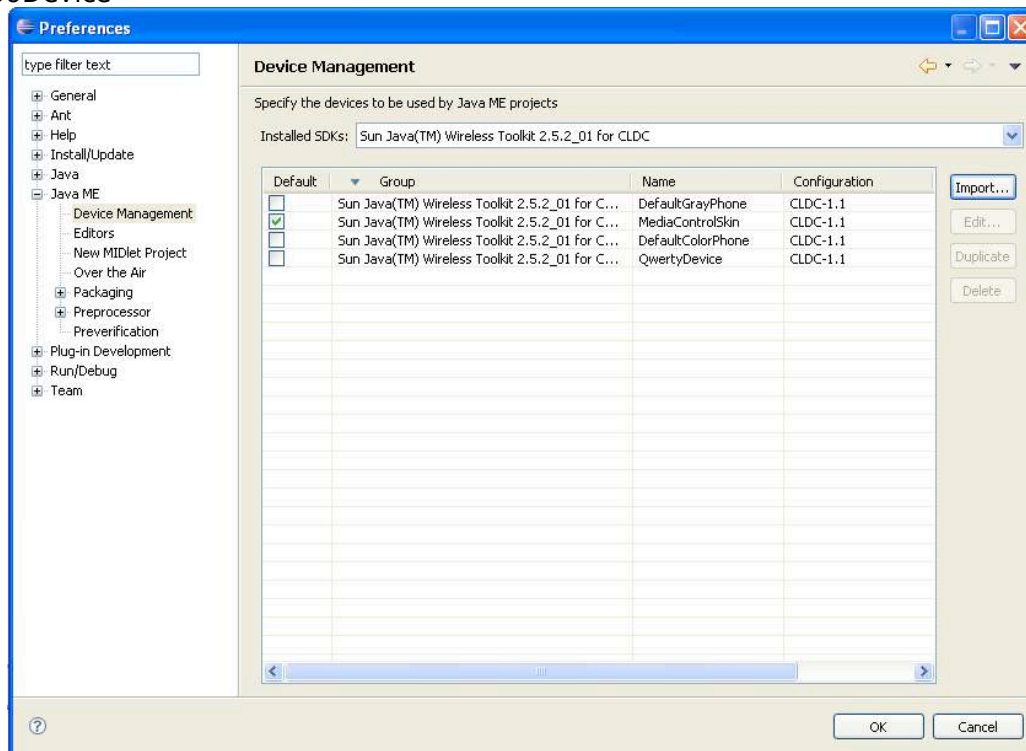 Preferences
type filter text
General
Ant
Help
Install/Update
Java
Java ME
Device Management
Editors
New MIDlet Project
Over the Air
Packaging
Preprocessor
Preverification
Plug-in Development
Run/Debug
Team
Device Management
Specify the devices to be used by Java ME projects
Installed SDKs: Sun Java(TM) Wireless Toolkit 2.5.2_01 for CLDC
Default Group Name Configuration
Sun Java(TM) Wireless Toolkit 2.5.2_01 for C... DefaultGrayPhone CLDC-1.1
Sun Java(TM) Wireless Toolkit 2.5.2_01 for C... MediaControlSkin CLDC-1.1
Sun Java(TM) Wireless Toolkit 2.5.2_01 for C... DefaultColorPhone CLDC-1.1
Sun Java(TM) Wireless Toolkit 2.5.2_01 for C... QwertyDevice CLDC-1.1
Import...
Edit...
Duplicate
Delete
OK Cancel